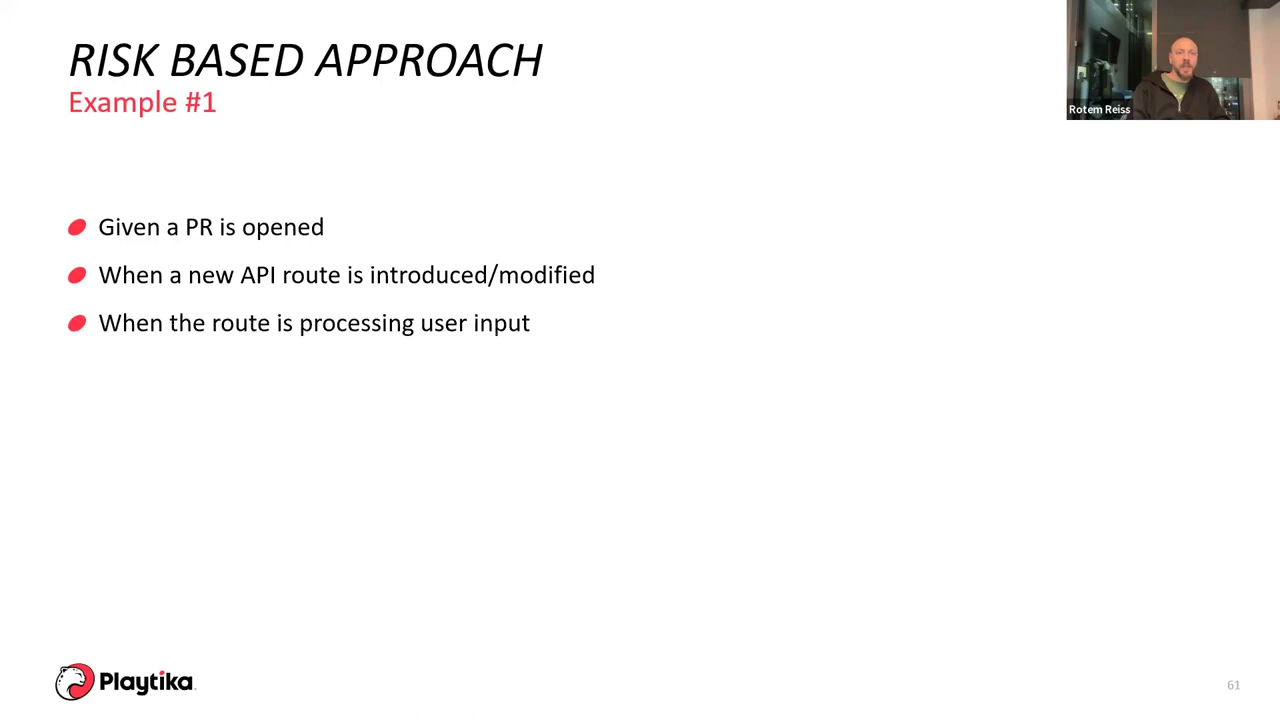 RISK BASED APPROACH
Example #1
Rotem Reiss
Given a PR is opened
When a new API route is introduced/modified
When the route is processing user input
Playtika
61